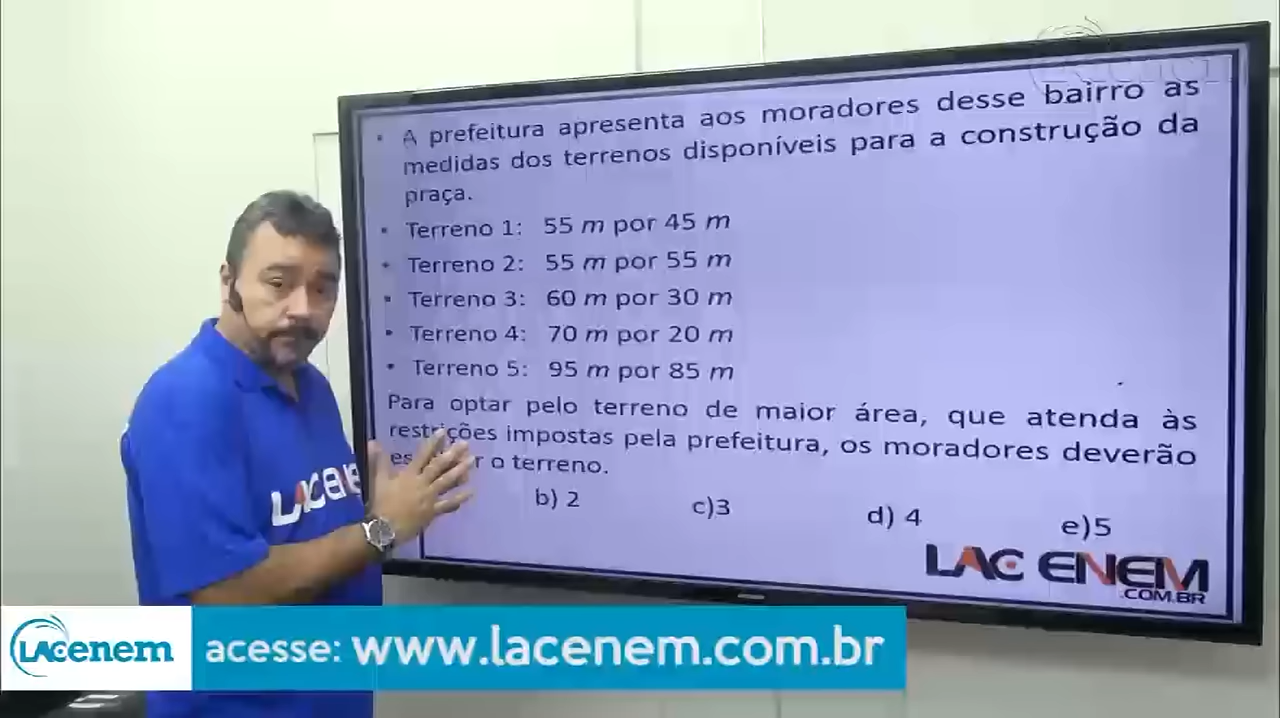 A prefeitura apresenta aos moradores desse bairro as
medidas dos terrenos disponíveis para a construção da
praça.
Terreno 1: 55 m por 45 m
Terreno 2: 55 m por 55 m
Terreno 3: 60 m por 30 m
Terreno 4: 70 m por 20 m
Terreno 5: 95 m por 85 m
Para optar pelo terreno de maior área, que atenda às
restrições impostas pela prefeitura, os moradores deverão
o terreno.
b) 2 c)3 d) 4 e)5
LAC ENEM
.COM.BR
LACENE
LACenem acesse: www.lacenem.com.br